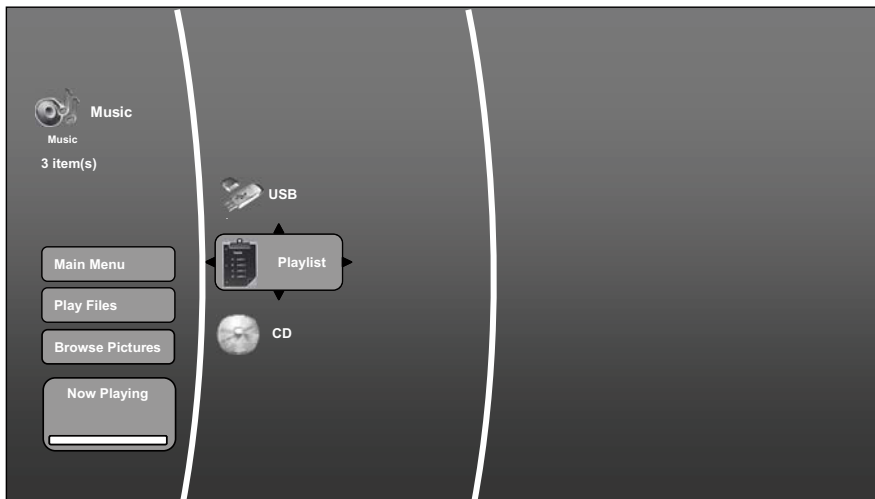 Music
Music
3 item(s)
USB
Playlist
CD
Main Menu
Play Files
Browse Pictures
Now Playing